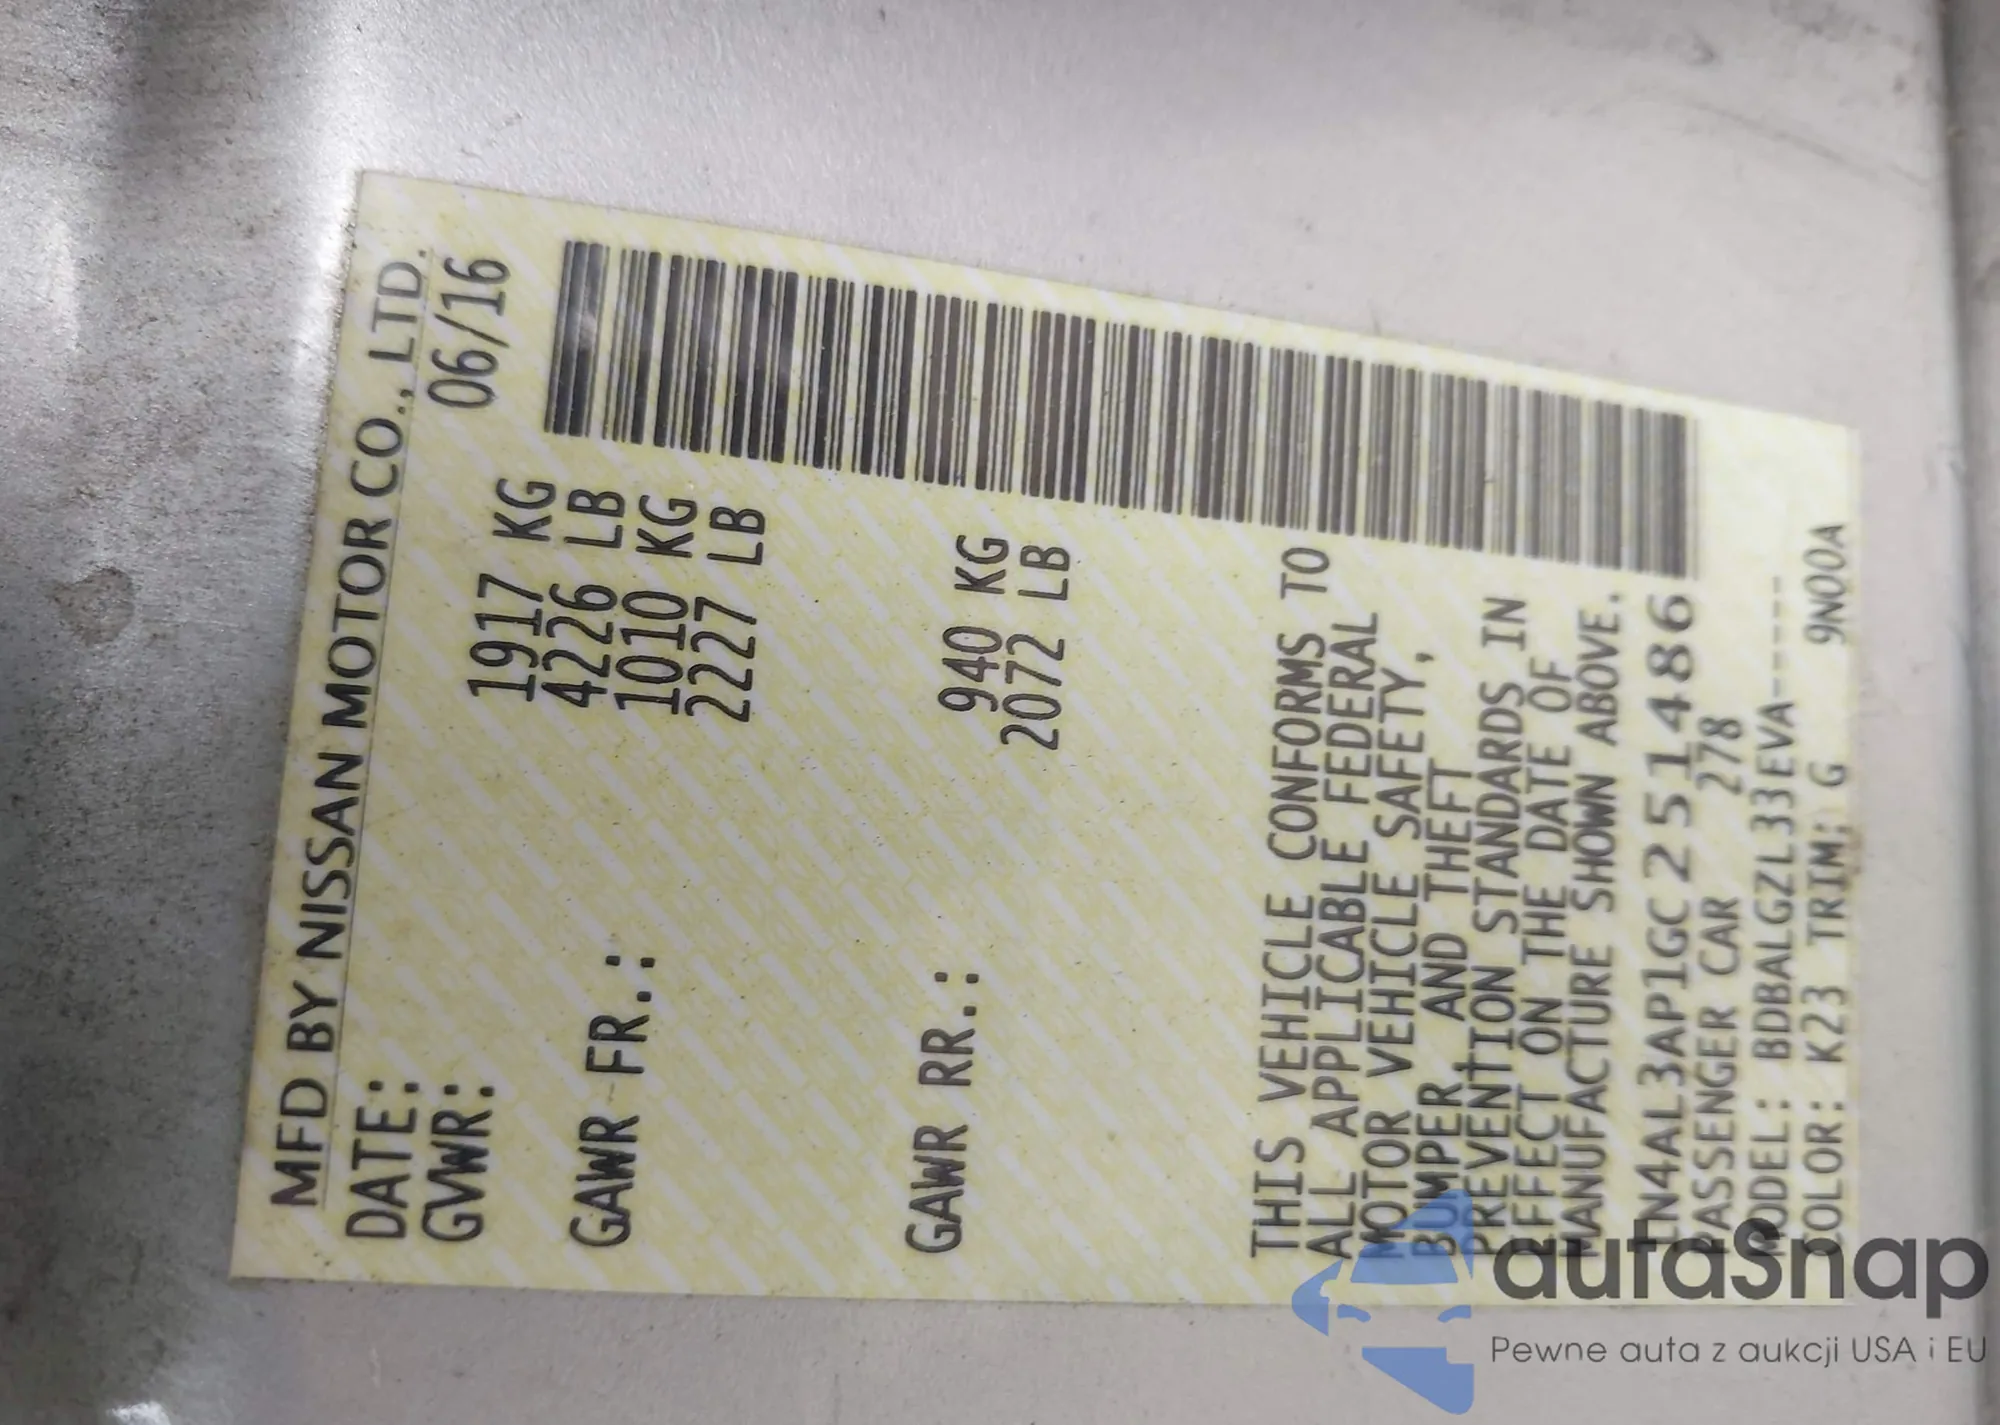 MFD BY NISSAN MOTOR CO., LTD.
DATE: 06/16
GVWR: 1917 KG
4226 LB
GAWR FR.: 1010 KG
2227 LB
GAWR RR.: 940 KG
2072 LB
THIS VEHICLE CONFORMS TO
ALL APPLICABLE FEDERAL
MOTOR VEHICLE SAFETY,
BUMPER AND THEFT
PREVENTION STANDARDS IN
EFFECT ON THE DATE OF
MANUFACTURE SHOWN ABOVE.
1N4AL3AP1GC251486
PASSENGER CAR 278
MODEL: BDBALGZL33EVA-----
COLOR: K23 TRIM: G 9N00A
autaSnap
Pewne auta z aukcji USA i EU